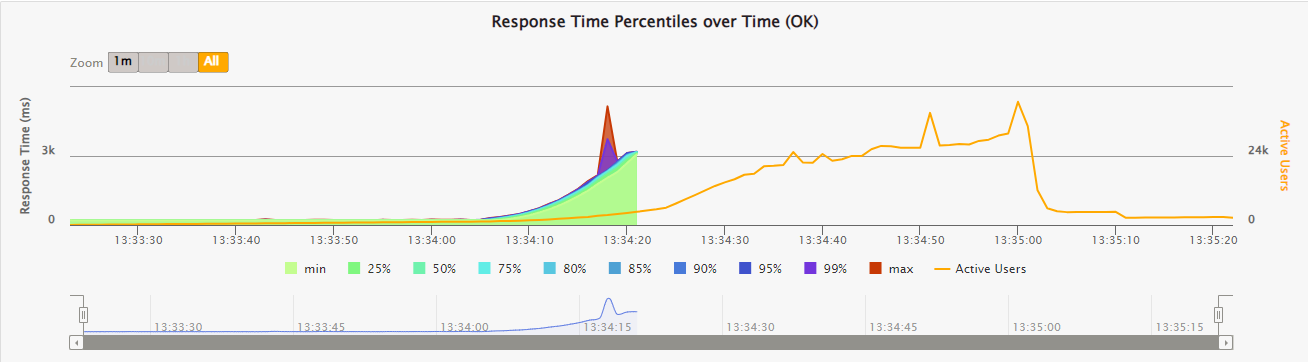 Response Time Percentiles over Time (OK)
Zoom 1m All
Response Time (ms)
3k
0
24k
0
Active Users
13:33:30 13:33:40 13:33:50 13:34:00 13:34:10 13:34:20 13:34:30 13:34:40 13:34:50 13:35:00 13:35:10 13:35:20
min 25% 50% 75% 80% 85% 90% 95% 99% max Active Users
13:33:30 13:33:45 13:34:00 13:34:15 13:34:30 13:34:45 13:35:00 13:35:15